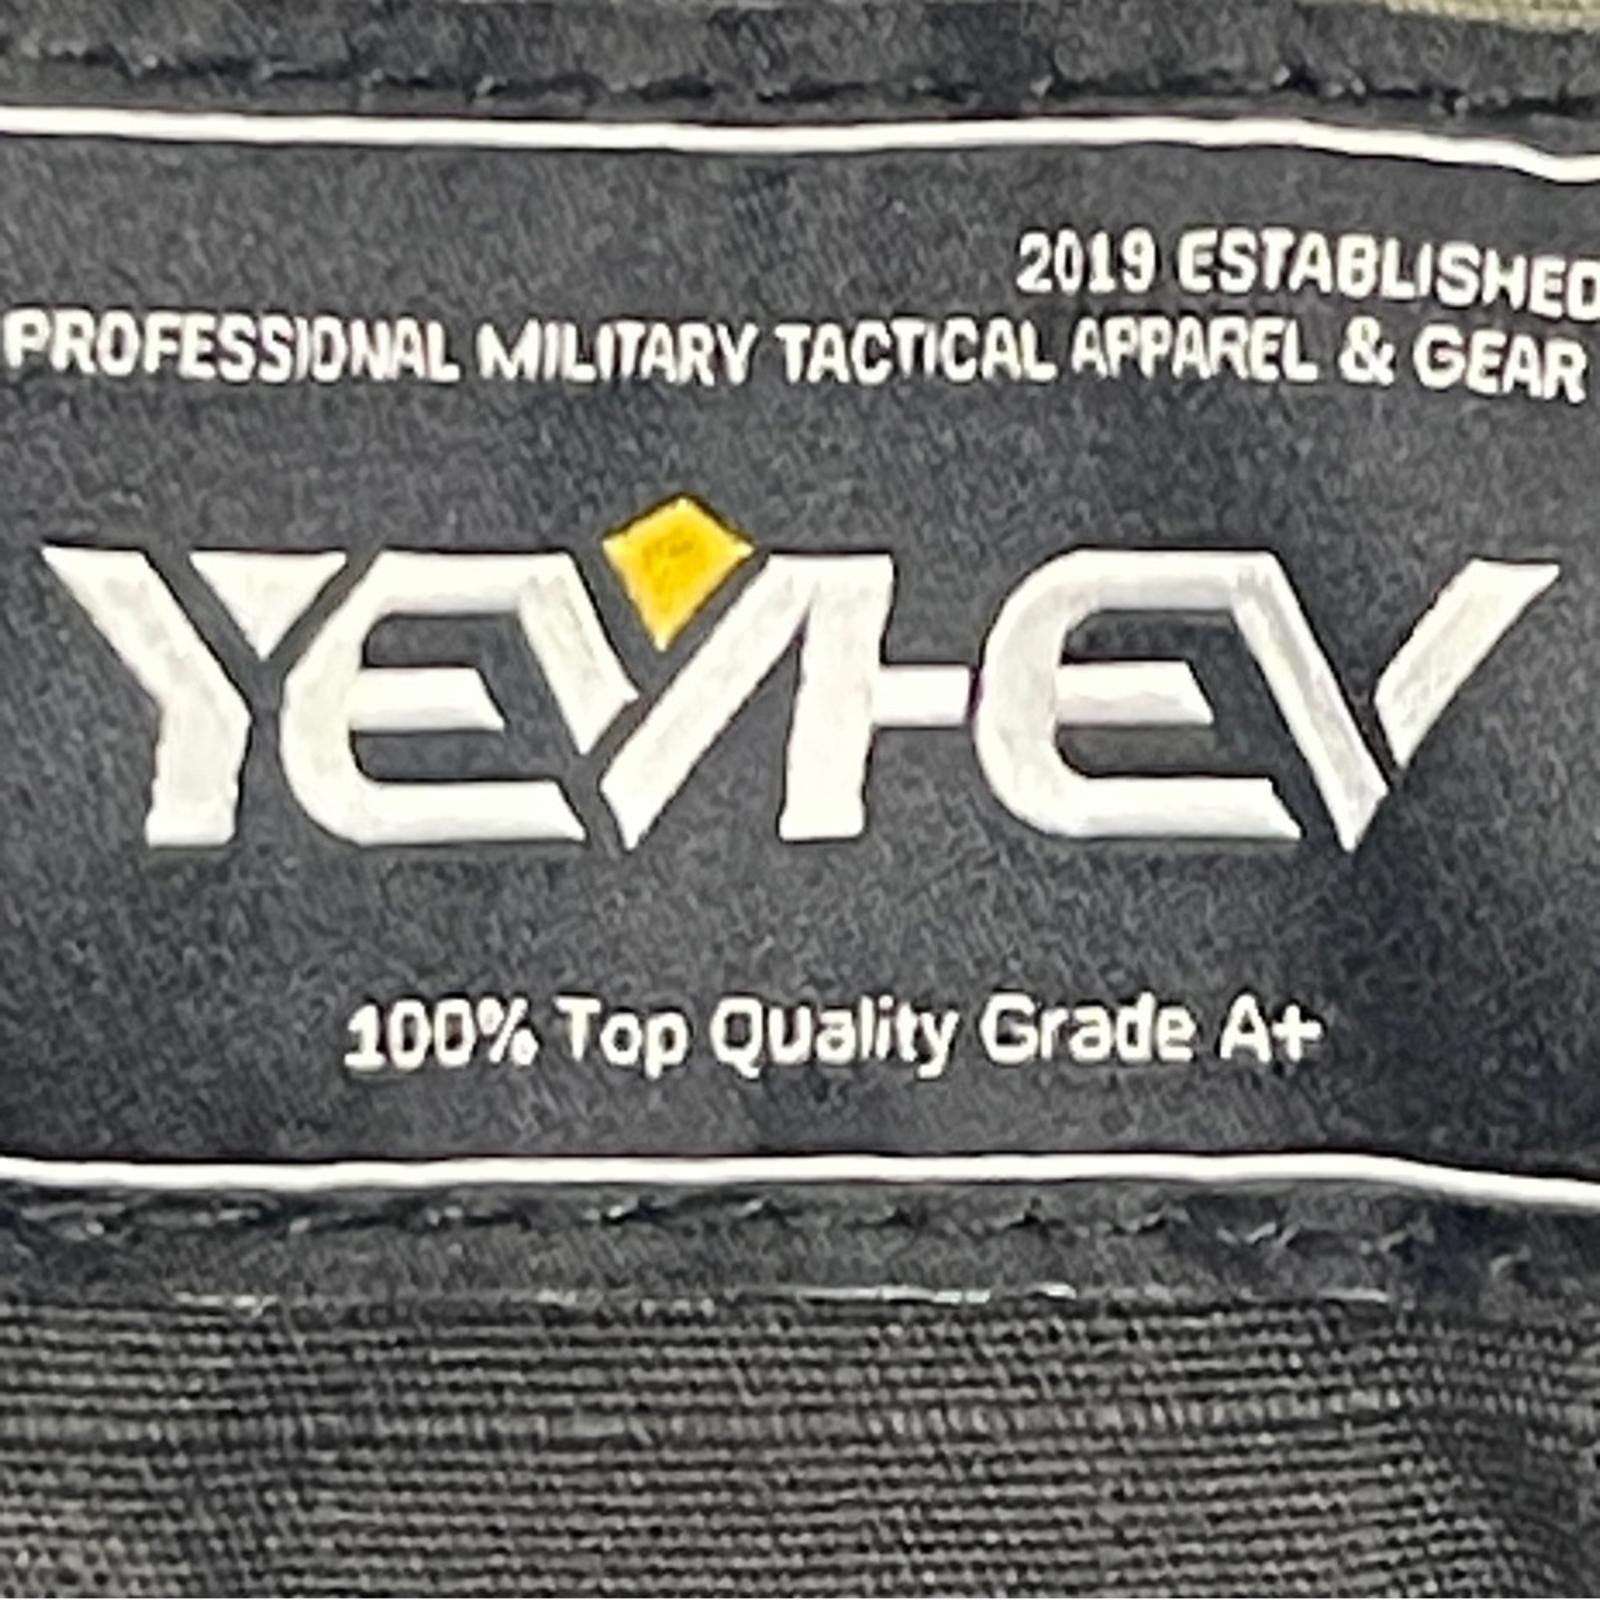 2019 ESTABLISHED
PROFESSIONAL MILITARY TACTICAL APPAREL & GEAR
YEVHEV
100% Top Quality Grade A+